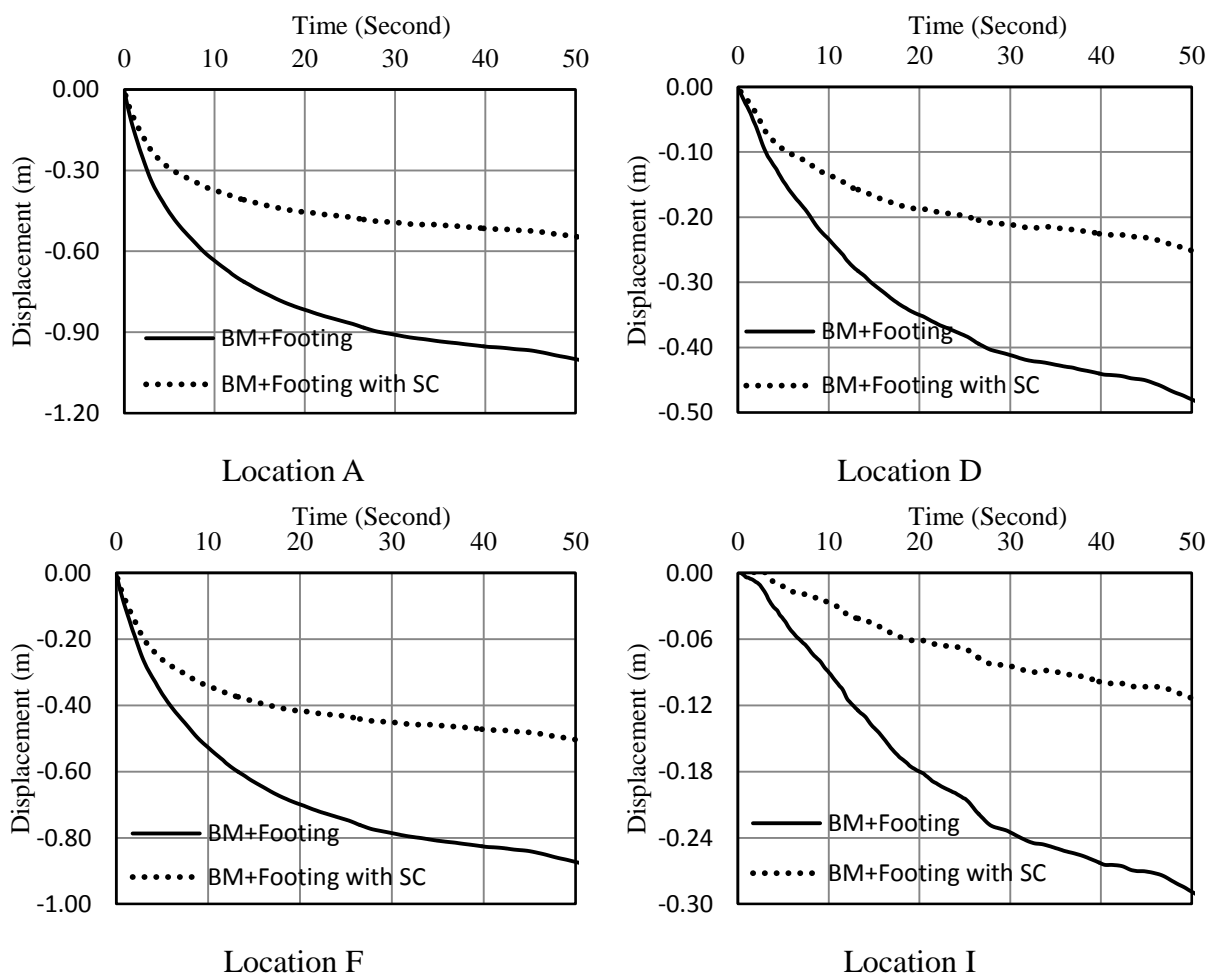 Time (Second)
0 10 20 30 40 50
0.00
-0.30
-0.60
-0.90
-1.20
Displacement (m)
BM+Footing
BM+Footing with SC
Location A
Time (Second)
0 10 20 30 40 50
0.00
-0.10
-0.20
-0.30
-0.40
-0.50
Displacement (m)
BM+Footing
BM+Footing with SC
Location D
Time (Second)
0 10 20 30 40 50
0.00
-0.20
-0.40
-0.60
-0.80
-1.00
Displacement (m)
BM+Footing
BM+Footing with SC
Location F
Time (Second)
0 10 20 30 40 50
0.00
-0.06
-0.12
-0.18
-0.24
-0.30
Displacement (m)
BM+Footing
BM+Footing with SC
Location I